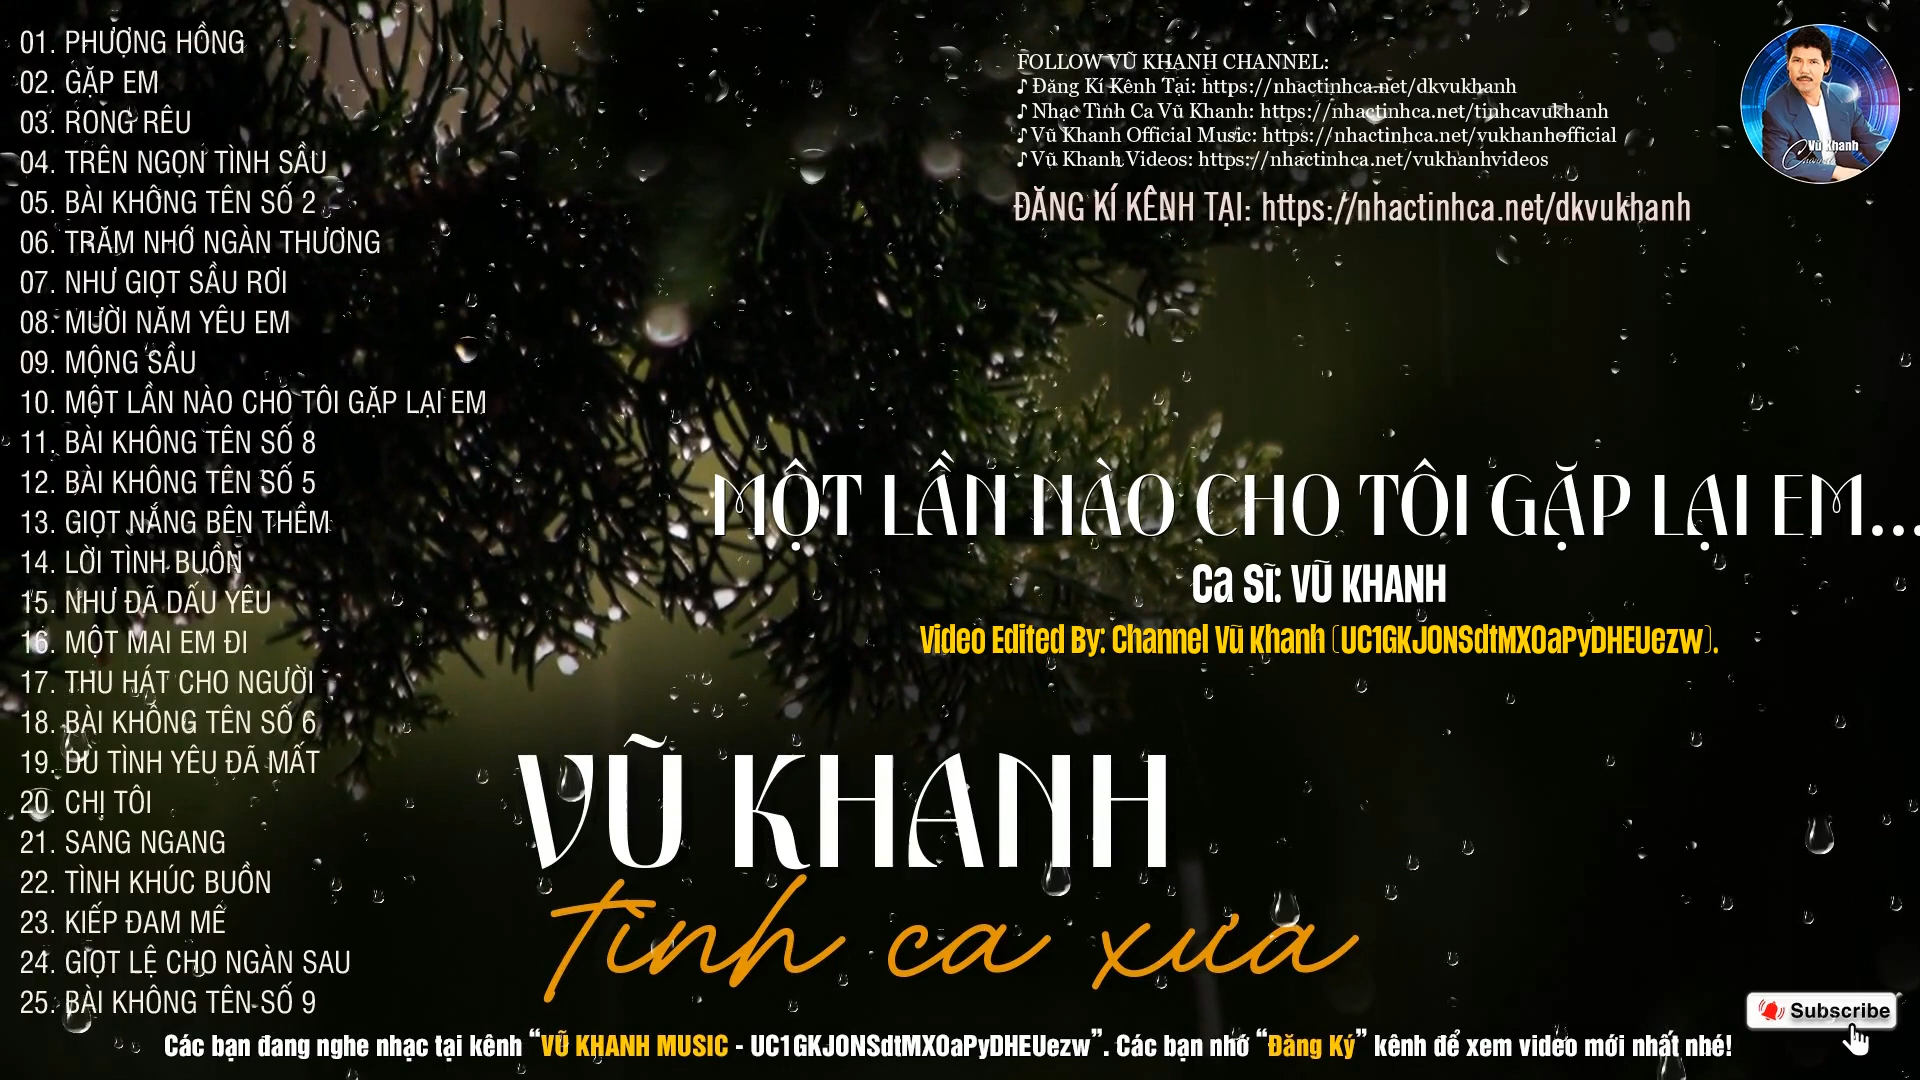 01. PHƯỢNG HỒNG
02. GẶP EM
03. RONG RÊU
04. TRÊN NGỌN TÌNH SẦU
05. BÀI KHÔNG TÊN SỐ 2
06. TRĂM NHỚ NGÀN THƯƠNG
07. NHƯ GIỌT SẦU RƠI
08. MƯỜI NĂM YÊU EM
09. MỘNG SẦU
10. MỘT LẦN NÀO CHO TÔI GẶP LẠI EM
11. BÀI KHÔNG TÊN SỐ 8
12. BÀI KHÔNG TÊN SỐ 5
13. GIỌT NẮNG BÊN THỀM
14. LỜI TÌNH BUỒN
15. NHƯ ĐÃ DẤU YÊU
16. MỘT MAI EM ĐI
17. THU HÁT CHO NGƯỜI
18. BÀI KHÔNG TÊN SỐ 6
19. DÙ TÌNH YÊU ĐÃ MẤT
20. CHỊ TÔI
21. SANG NGANG
22. TÌNH KHÚC BUỒN
23. KIẾP ĐAM MÊ
24. GIỌT LỆ CHO NGÀN SAU
25. BÀI KHÔNG TÊN SỐ 9
FOLLOW VŨ KHANH CHANNEL:
♪ Đăng Kí Kênh Tại: https://nhactinhca.net/dkvukhanh
♪ Nhạc Tình Ca Vũ Khanh: https://nhactinhca.net/tinhcavukhanh
♪ Vũ Khanh Official Music: https://nhactinhca.net/vukhanhofficial
♪ Vũ Khanh Videos: https://nhactinhca.net/vukhanhvideos
ĐĂNG KÍ KÊNH TẠI: https://nhactinhca.net/dkvukhanh
Vũ Khanh
Channel
MỘT LẦN NÀO CHO TÔI GẶP LẠI EM...
Ca Sĩ: VŨ KHANH
Video Edited By: Channel Vũ Khanh (UC1GKJONSdtMXOaPyDHEUezw).
VŨ KHANH
tình ca xưa
Subscribe
Các bạn đang nghe nhạc tại kênh “VŨ KHANH MUSIC - UC1GKJONSdtMXOaPyDHEUezw”. Các bạn nhớ “Đăng Ký” kênh để xem video mới nhất nhé!